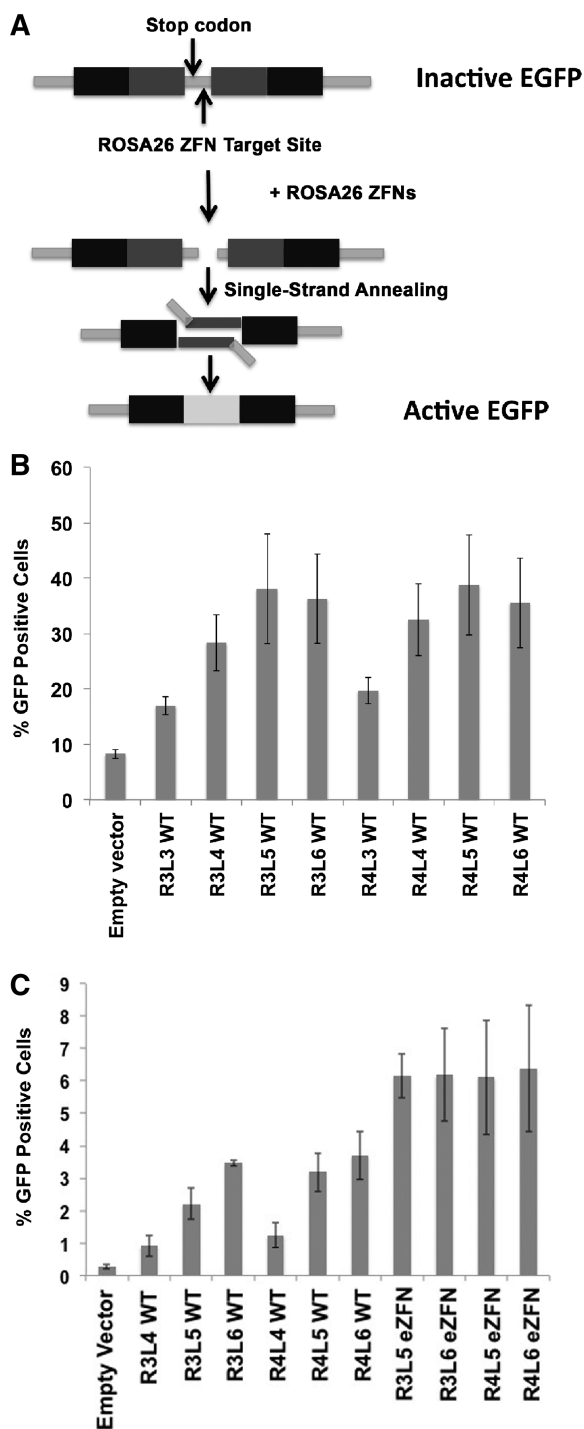 A
Stop codon
Inactive EGFP
ROSA26 ZFN Target Site
+ ROSA26 ZFNs
Single-Strand Annealing
Active EGFP
B
% GFP Positive Cells
60
50
40
30
20
10
0
Empty vector
R3L3 WT
R3L4 WT
R3L5 WT
R3L6 WT
R4L3 WT
R4L4 WT
R4L5 WT
R4L6 WT
C
% GFP Positive Cells
9
8
7
6
5
4
3
2
1
0
Empty Vector
R3L4 WT
R3L5 WT
R3L6 WT
R4L4 WT
R4L5 WT
R4L6 WT
R3L5 eZFN
R3L6 eZFN
R4L5 eZFN
R4L6 eZFN